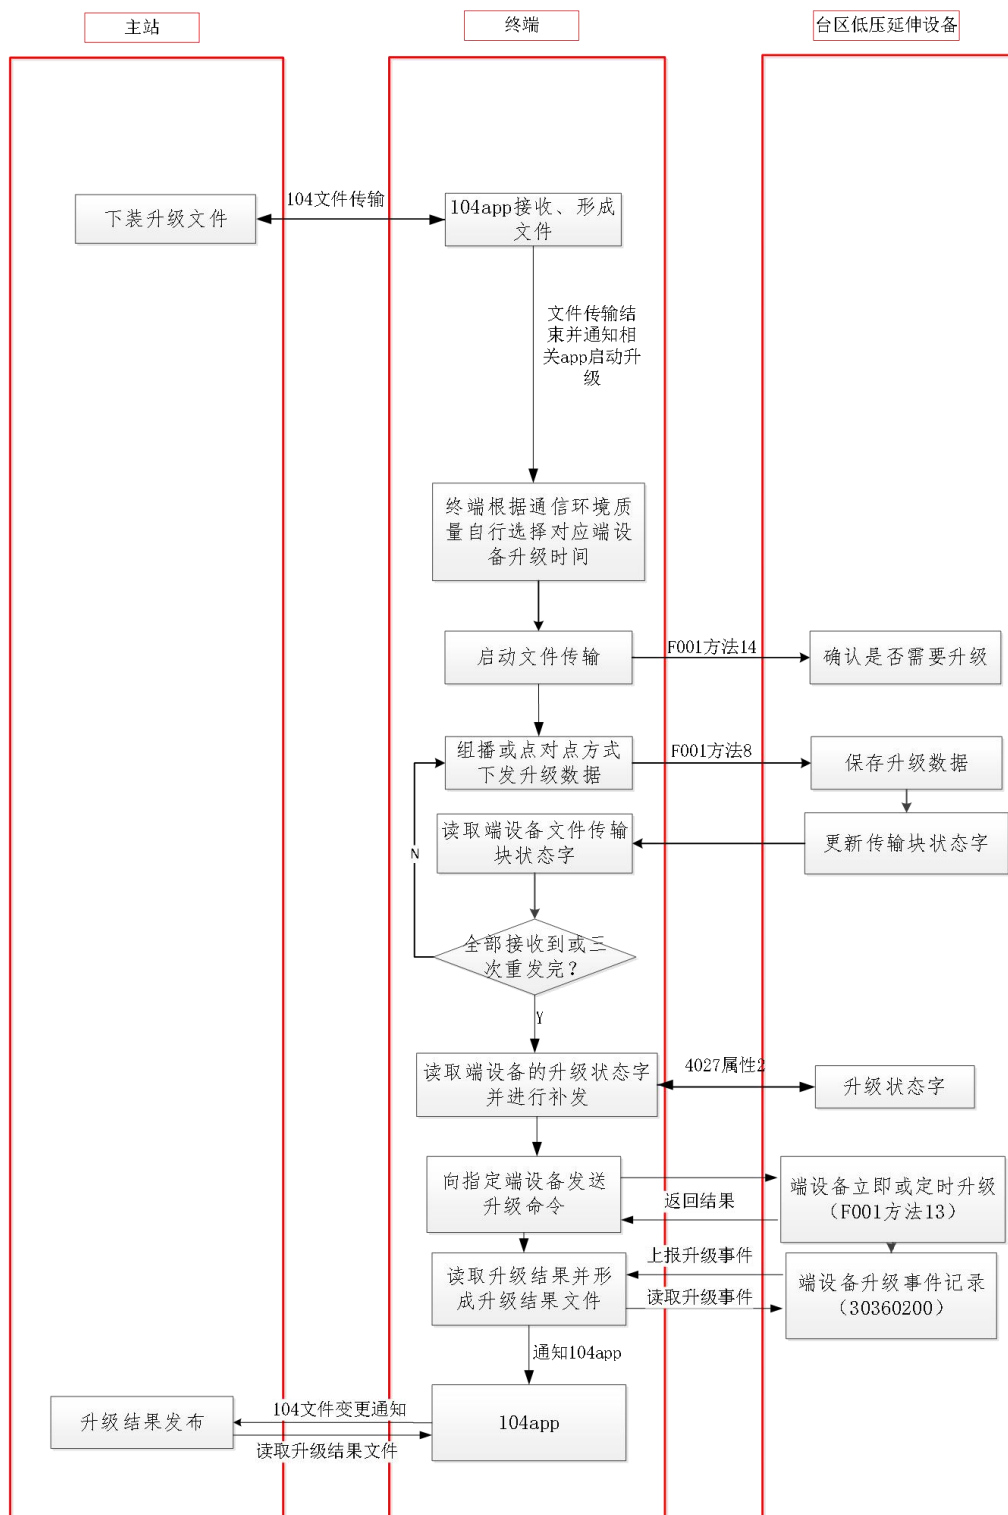 主站
终端
台区低压延伸设备
下装升级文件
104文件传输
104app接收、形成
文件
文件传输结
束并通知相
关app启动升
级
终端根据通信环境质
量自行选择对应端设
备升级时间
启动文件传输
F001方法14
确认是否需要升级
组播或点对点方式
下发升级数据
F001方法8
保存升级数据
读取端设备文件传输
块状态字
更新传输块状态字
N
全部接收到或三
次重发完？
Y
读取端设备的升级状态字
并进行补发
4027属性2
升级状态字
向指定端设备发送
升级命令
返回结果
端设备立即或定时升级
（F001方法13）
读取升级结果并形
成升级结果文件
上报升级事件
读取升级事件
端设备升级事件记录
（30360200）
通知104app
升级结果发布
104文件变更通知
读取升级结果文件
104app